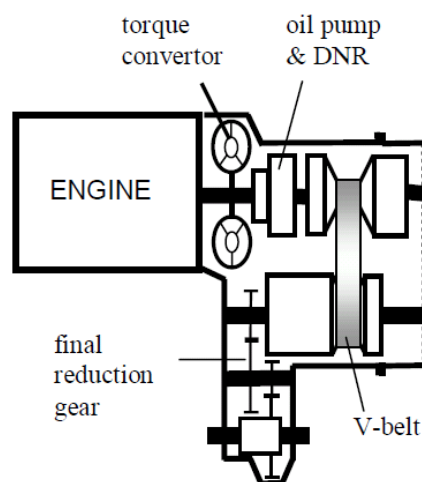 torque
convertor
oil pump
& DNR
ENGINE
final
reduction
gear
V-belt